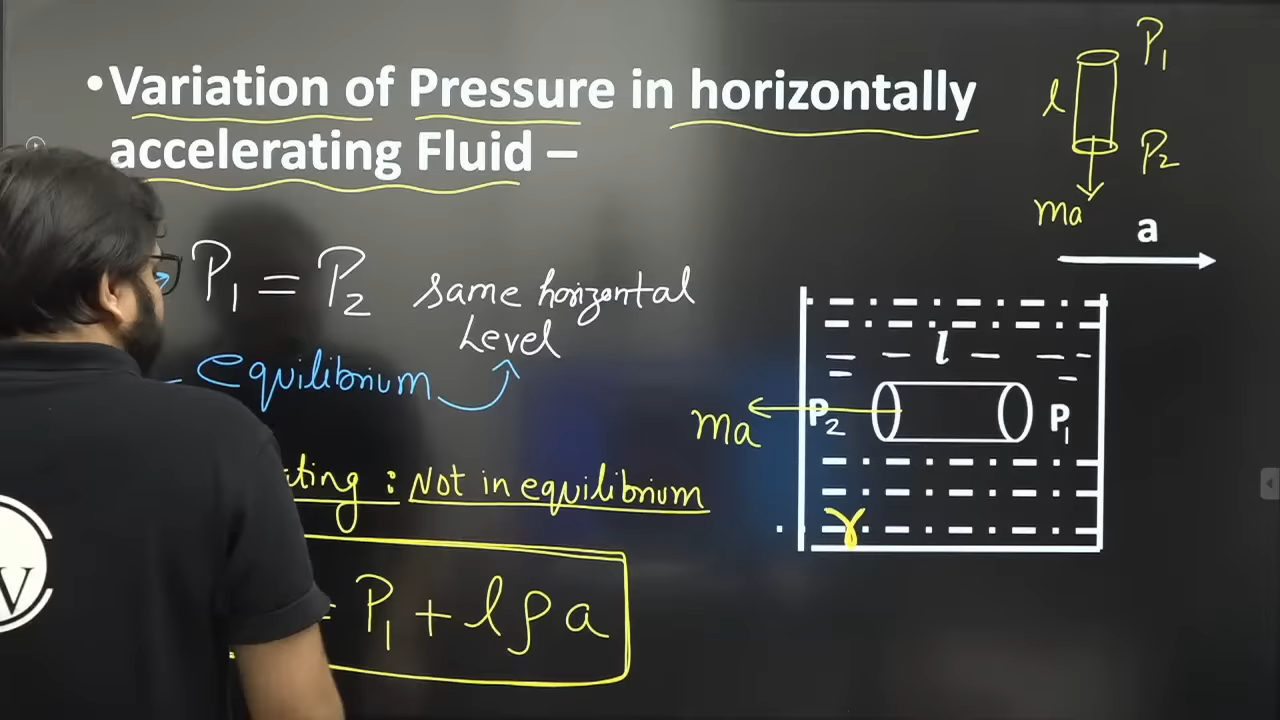 •Variation of Pressure in horizontally
accelerating Fluid –
P₁ = P₂ same horizontal
Level
equilibrium
ating : Not in equilibrium
= P₁ + lρa
P₁
l
P₂
ma
a
l
ma
P₂
P₁
γ
W